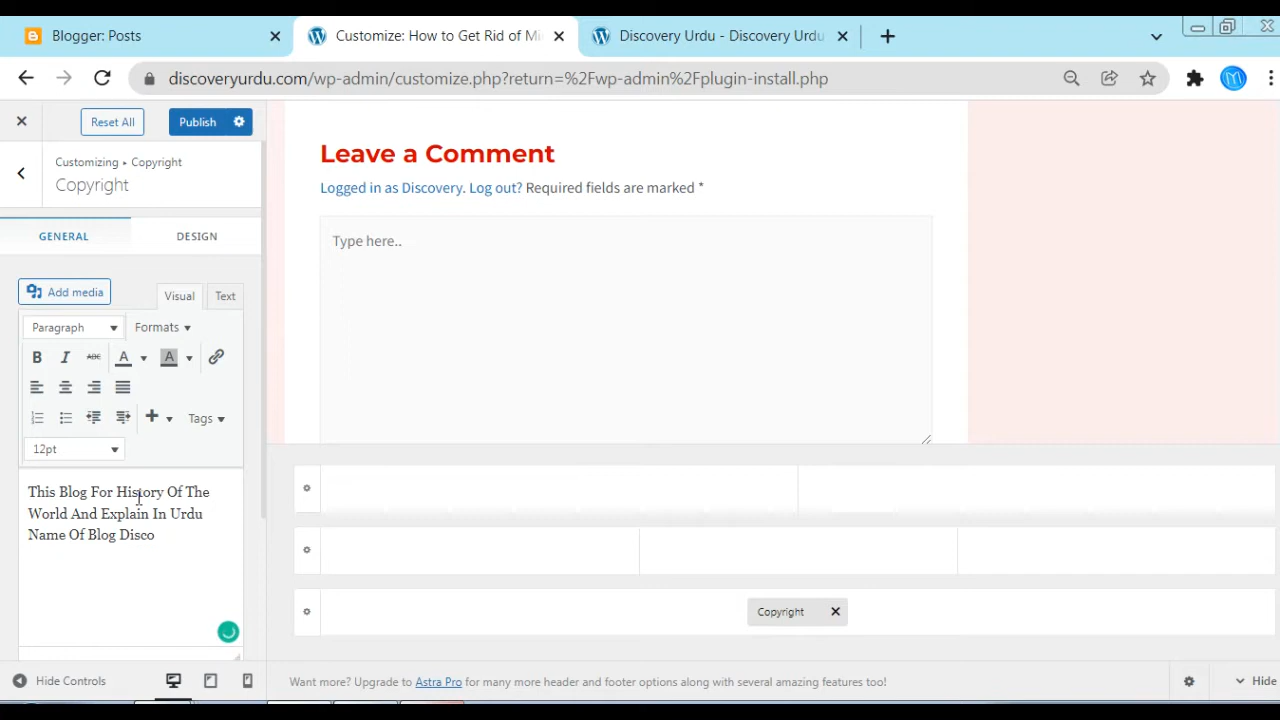 Blogger: Posts
Customize: How to Get Rid of Mi
Discovery Urdu - Discovery Urdu
discoveryurdu.com/wp-admin/customize.php?return=%2Fwp-admin%2Fplugin-install.php
Reset All
Publish
Customizing ▸ Copyright
Copyright
GENERAL
DESIGN
Add media
Visual
Text
Paragraph
Formats
B I ABC A A
Tags
12pt
This Blog For History Of The
World And Explain In Urdu
Name Of Blog Disco
Leave a Comment
Logged in as Discovery. Log out? Required fields are marked *
Type here..
Copyright
Hide Controls
Want more? Upgrade to Astra Pro for many more header and footer options along with several amazing features too!
Hide